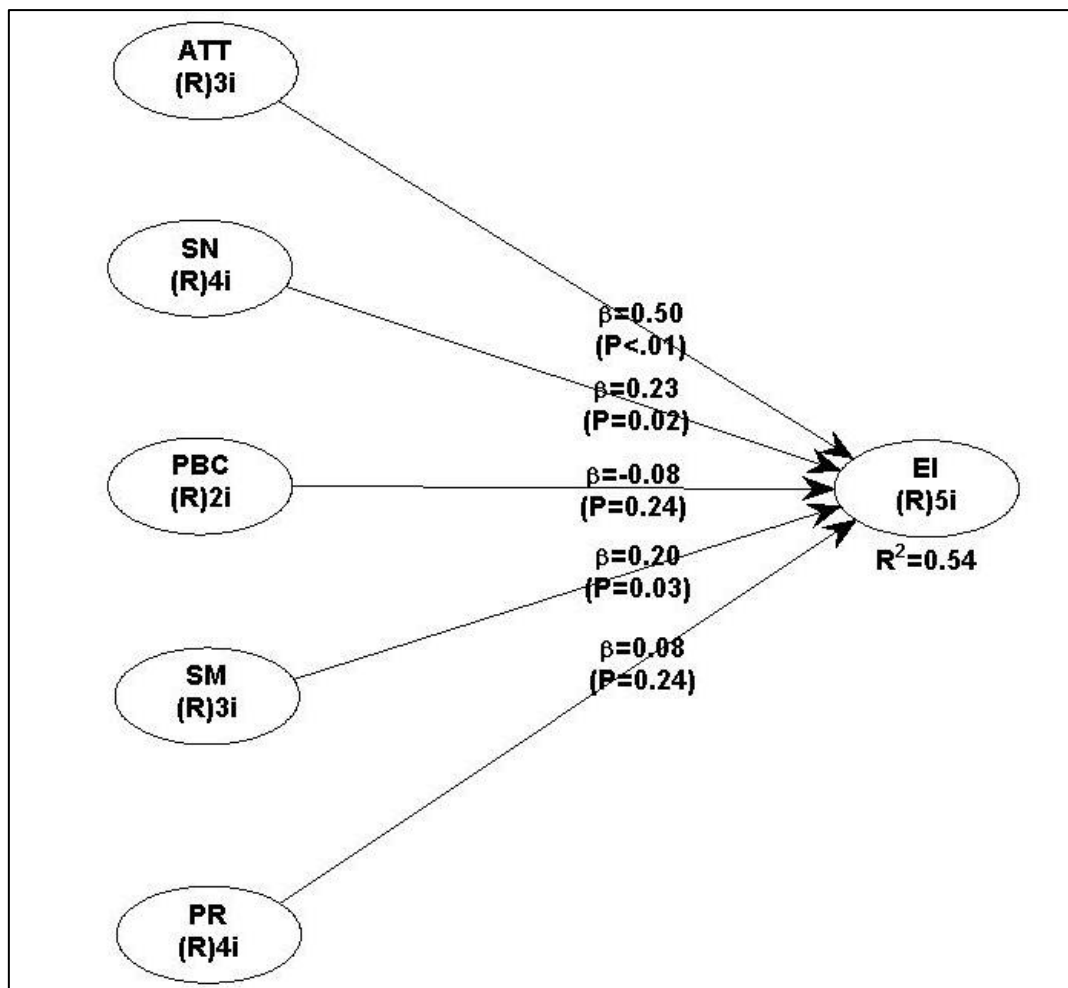 ATT
(R)3i
SN
(R)4i
β=0.50
(P<.01)
β=0.23
(P=0.02)
PBC
(R)2i
β=-0.08
(P=0.24)
EI
(R)5i
R²=0.54
β=0.20
(P=0.03)
SM
(R)3i
β=0.08
(P=0.24)
PR
(R)4i